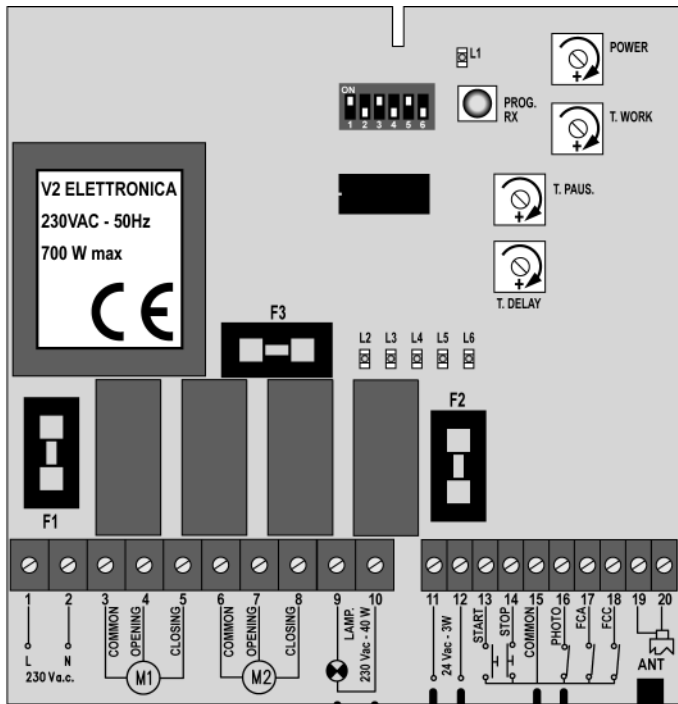 POWER
L1
ON
1 2 3 4 5 6
PROG.
RX
T. WORK
V2 ELETTRONICA
230VAC - 50Hz
700 W max
CE
T. PAUS.
T. DELAY
F3
L2 L3 L4 L5 L6
F1
F2
1 2 3 4 5 6 7 8 9 10
11 12 13 14 15 16 17 18 19 20
L N
230 V a.c.
COMMON
OPENING
CLOSING
M1
COMMON
OPENING
CLOSING
M2
LAMP.
230 Vac - 40 W
24 Vac - 3W
START
STOP
COMMON
PHOTO
FCA
FCC
ANT